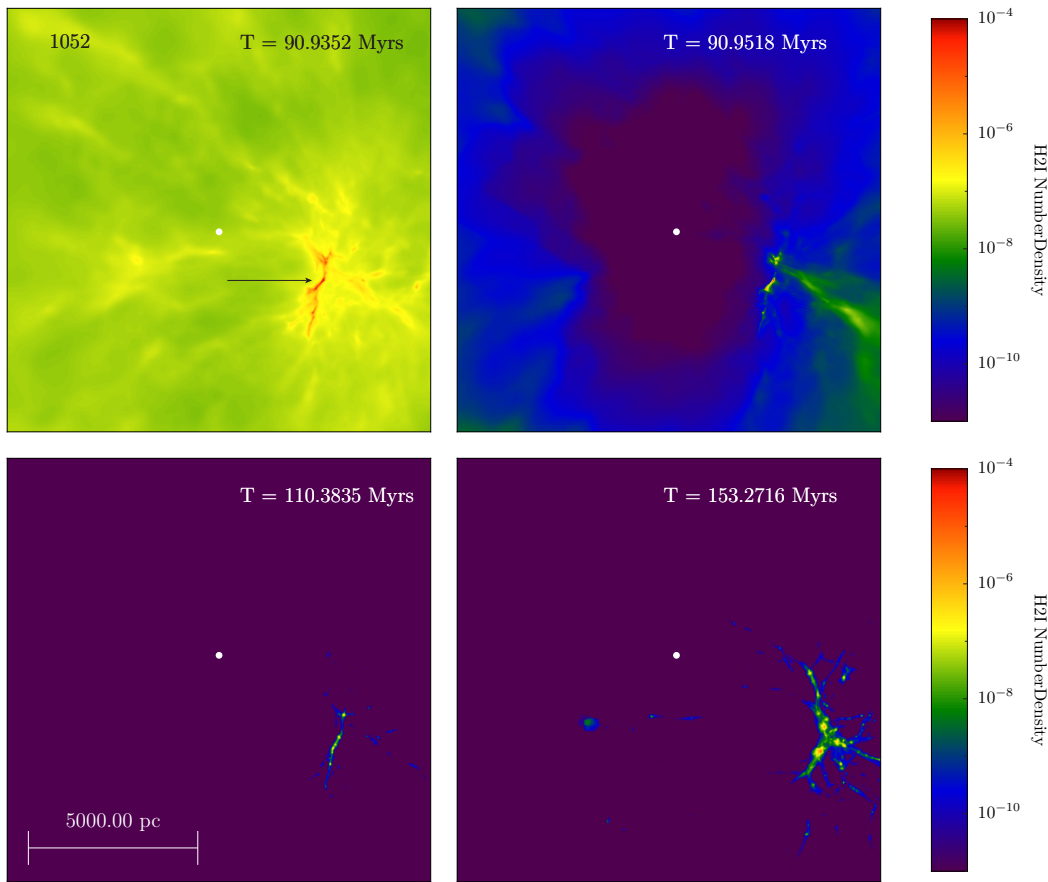 1052
T = 90.9352 Myrs
T = 90.9518 Myrs
10⁻⁴
10⁻⁶
10⁻⁸
10⁻¹⁰
H2I NumberDensity
T = 110.3835 Myrs
T = 153.2716 Myrs
5000.00 pc
10⁻⁴
10⁻⁶
10⁻⁸
10⁻¹⁰
H2I NumberDensity